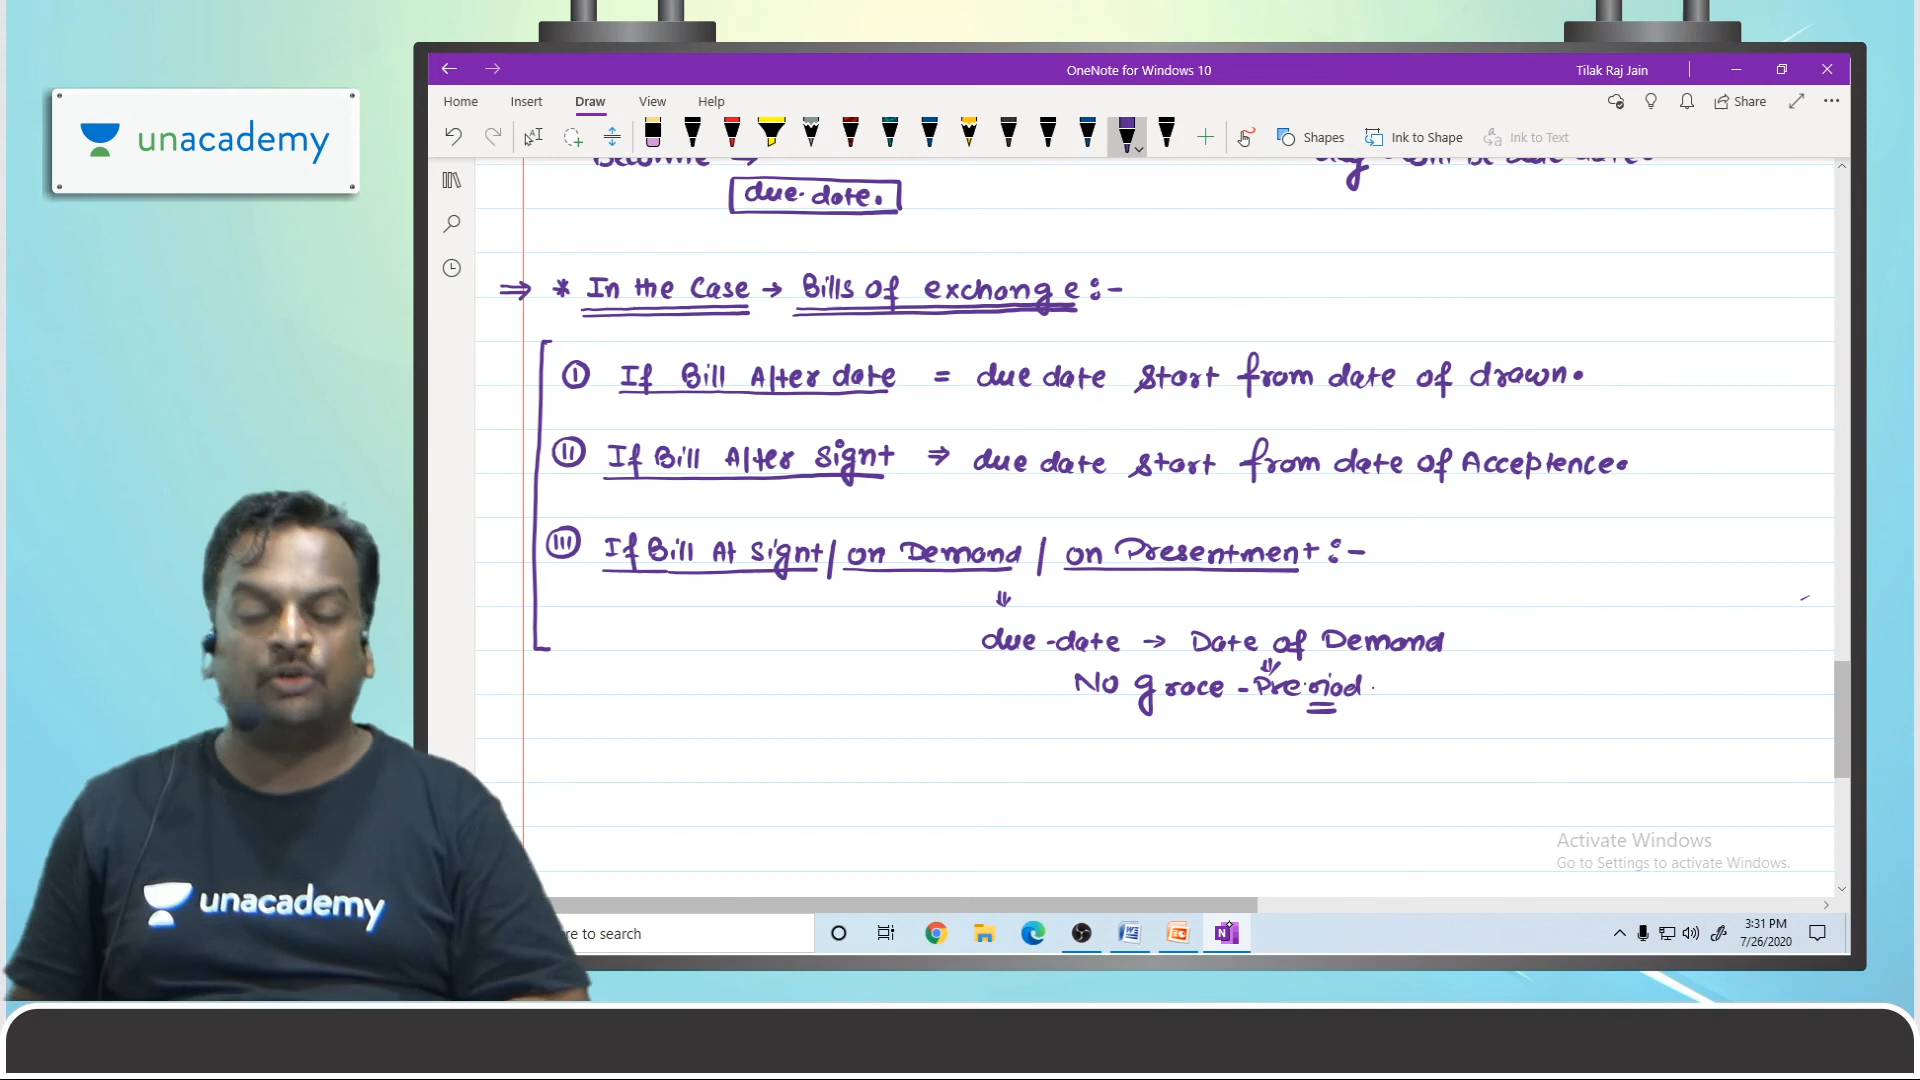 unacademy
OneNote for Windows 10
Tilak Raj Jain
Home Insert Draw View Help
Share
Shapes Ink to Shape Ink to Text
due date.
⇒ * In the Case → Bills of exchange :-
① If Bill After date = due date start from date of drawn.
② If Bill After Signt ⇒ due date start from date of Acceptence.
③ If Bill At Signt / on Demand / on Presentment :-
due-date → Date of Demand
No grace - Preriod.
Activate Windows
Go to Settings to activate Windows.
unacademy
re to search
3:31 PM
7/26/2020